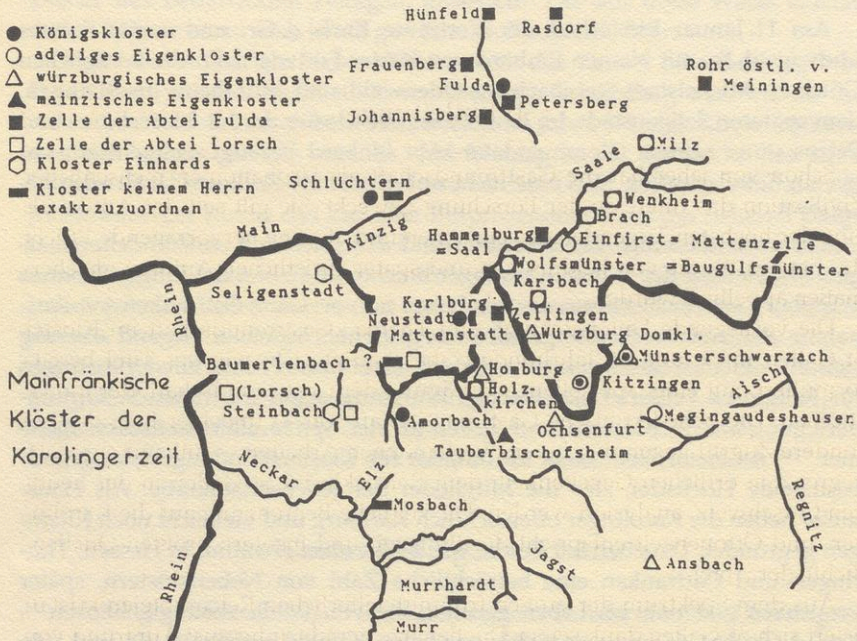 Königskloster
adeliges Eigenkloster
würzburgisches Eigenkloster
mainzisches Eigenkloster
Zelle der Abtei Fulda
Zelle der Abtei Lorsch
Kloster Einhards
Kloster keinem Herrn
exakt zuzuordnen
Hünfeld
Rasdorf
Frauenberg
Fulda
Petersberg
Johannisberg
Rohr östl. v.
Meiningen
Milz
Saale
Schlüchtern
Wenkheim
Brach
Main
Kinzig
Hammelburg
=Saal
Einfirst
Mattenzelle
=Baugulfsmünster
Wolfsmünster
Karsbach
Seligenstadt
Rhein
Karlburg
Neustadt
Mattenstatt
Zellingen
Würzburg Domkl.
Münsterschwarzach
Baumerlenbach ?
Homburg
Holz-
kirchen
Kitzingen
Aisch
Mainfränkische
Klöster der
Karolingerzeit
(Lorsch)
Steinbach
Amorbach
Ochsenfurt
Megingaudeshausen
Tauberbischofsheim
Neckar
Elz
Mosbach
Pegnitz
Jagst
Ansbach
Rhein
Murrhardt
Murr